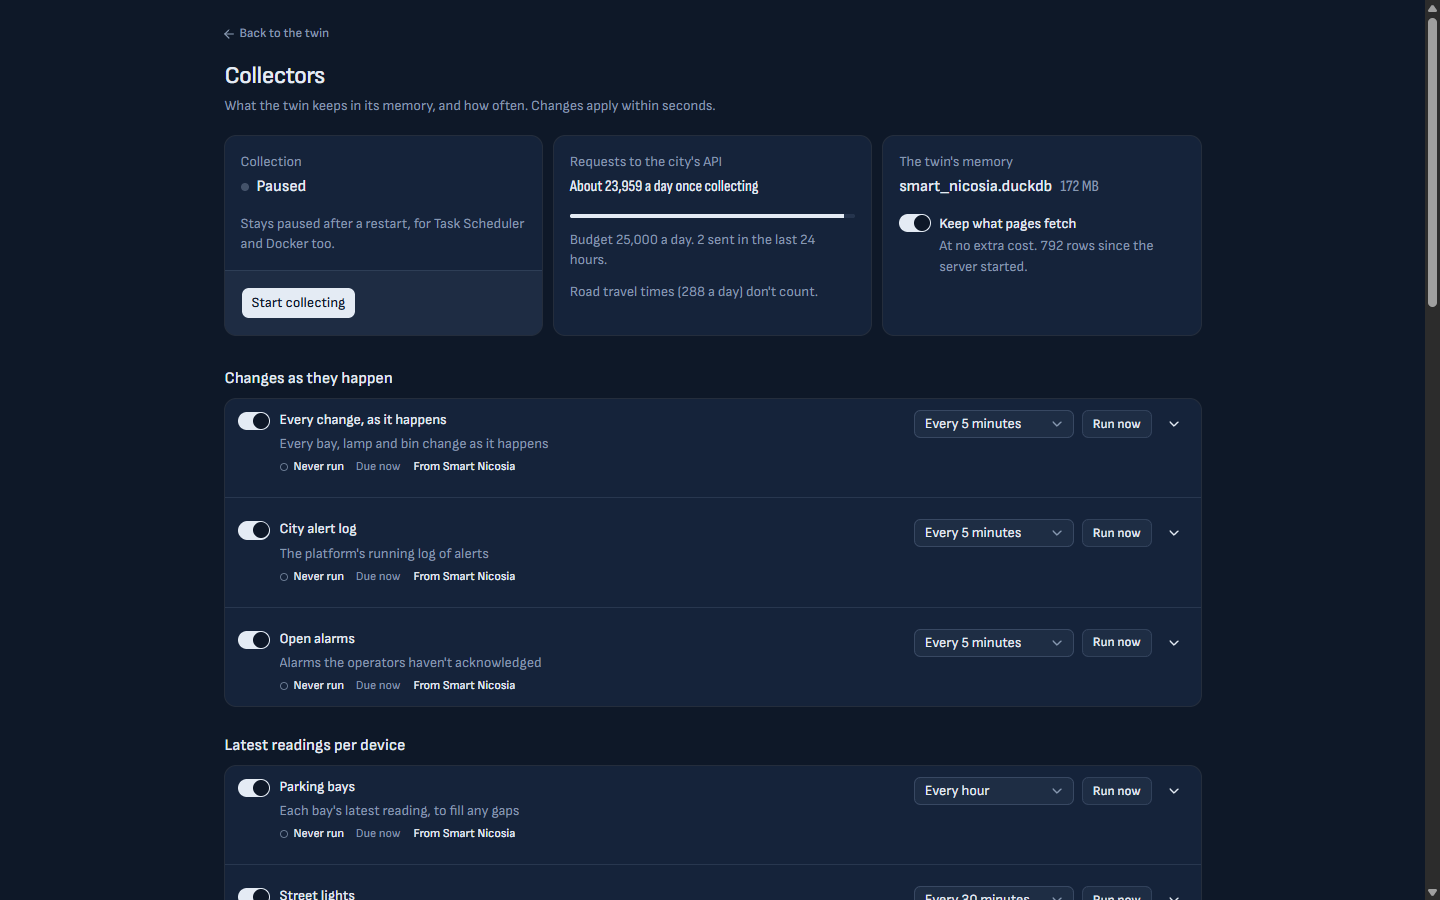 Back to the twin
Collectors
What the twin keeps in its memory, and how often. Changes apply within seconds.
Collection
Paused
Stays paused after a restart, for Task Scheduler
and Docker too.
Start collecting
Requests to the city's API
About 23,959 a day once collecting
Budget 25,000 a day. 2 sent in the last 24
hours.
Road travel times (288 a day) don't count.
The twin's memory
smart_nicosia.duckdb 172 MB
Keep what pages fetch
At no extra cost. 792 rows since the
server started.
Changes as they happen
Every change, as it happens
Every 5 minutes
Run now
Every bay, lamp and bin change as it happens
Never run Due now From Smart Nicosia
City alert log
Every 5 minutes
Run now
The platform's running log of alerts
Never run Due now From Smart Nicosia
Open alarms
Every 5 minutes
Run now
Alarms the operators haven't acknowledged
Never run Due now From Smart Nicosia
Latest readings per device
Parking bays
Every hour
Run now
Each bay's latest reading, to fill any gaps
Never run Due now From Smart Nicosia
Street lights
Every 30 minutes
Run now